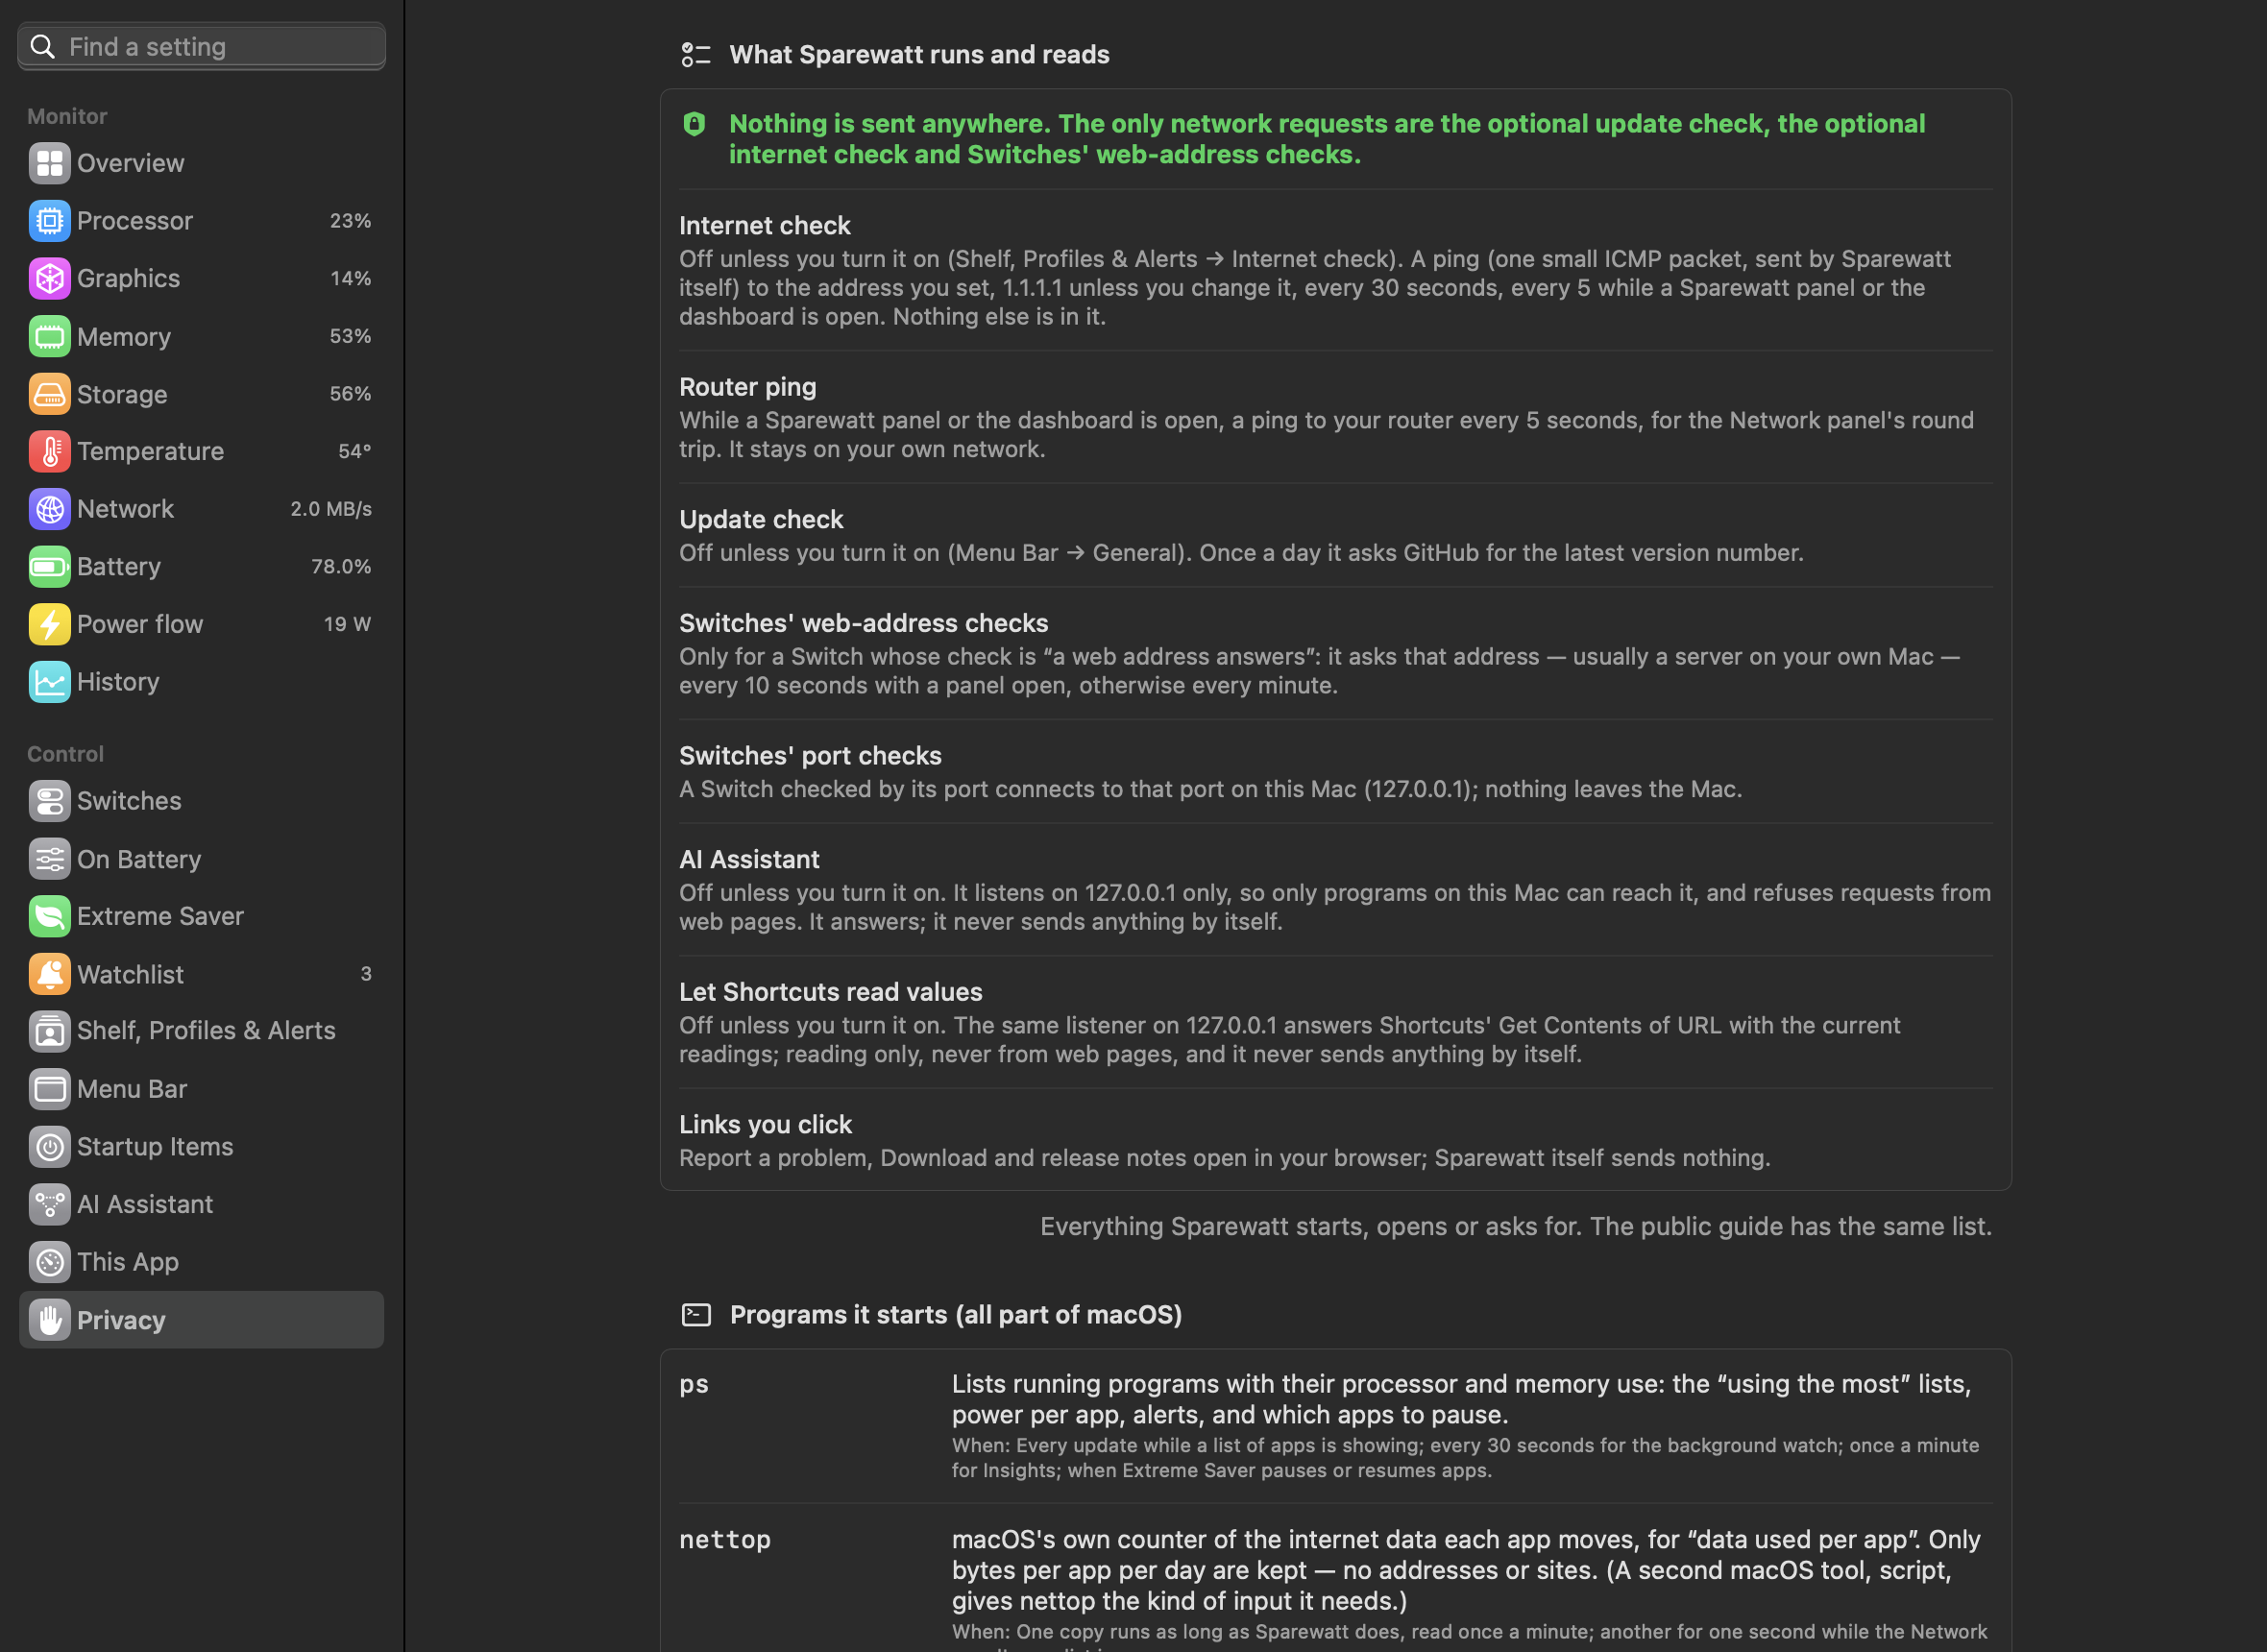 Find a setting
Monitor
Overview
Processor 23%
Graphics 14%
Memory 53%
Storage 56%
Temperature 54°
Network 2.0 MB/s
Battery 78.0%
Power flow 19 W
History
Control
Switches
On Battery
Extreme Saver
Watchlist 3
Shelf, Profiles & Alerts
Menu Bar
Startup Items
AI Assistant
This App
Privacy
What Sparewatt runs and reads
Nothing is sent anywhere. The only network requests are the optional update check, the optional
internet check and Switches' web-address checks.
Internet check
Off unless you turn it on (Shelf, Profiles & Alerts → Internet check). A ping (one small ICMP packet, sent by Sparewatt
itself) to the address you set, 1.1.1.1 unless you change it, every 30 seconds, every 5 while a Sparewatt panel or the
dashboard is open. Nothing else is in it.
Router ping
While a Sparewatt panel or the dashboard is open, a ping to your router every 5 seconds, for the Network panel's round
trip. It stays on your own network.
Update check
Off unless you turn it on (Menu Bar → General). Once a day it asks GitHub for the latest version number.
Switches' web-address checks
Only for a Switch whose check is “a web address answers”: it asks that address — usually a server on your own Mac —
every 10 seconds with a panel open, otherwise every minute.
Switches' port checks
A Switch checked by its port connects to that port on this Mac (127.0.0.1); nothing leaves the Mac.
AI Assistant
Off unless you turn it on. It listens on 127.0.0.1 only, so only programs on this Mac can reach it, and refuses requests from
web pages. It answers; it never sends anything by itself.
Let Shortcuts read values
Off unless you turn it on. The same listener on 127.0.0.1 answers Shortcuts' Get Contents of URL with the current
readings; reading only, never from web pages, and it never sends anything by itself.
Links you click
Report a problem, Download and release notes open in your browser; Sparewatt itself sends nothing.
Everything Sparewatt starts, opens or asks for. The public guide has the same list.
Programs it starts (all part of macOS)
ps
Lists running programs with their processor and memory use: the “using the most” lists,
power per app, alerts, and which apps to pause.
When: Every update while a list of apps is showing; every 30 seconds for the background watch; once a minute
for Insights; when Extreme Saver pauses or resumes apps.
nettop
macOS's own counter of the internet data each app moves, for “data used per app”. Only
bytes per app per day are kept — no addresses or sites. (A second macOS tool, script,
gives nettop the kind of input it needs.)
When: One copy runs as long as Sparewatt does, read once a minute; another for one second while the Network